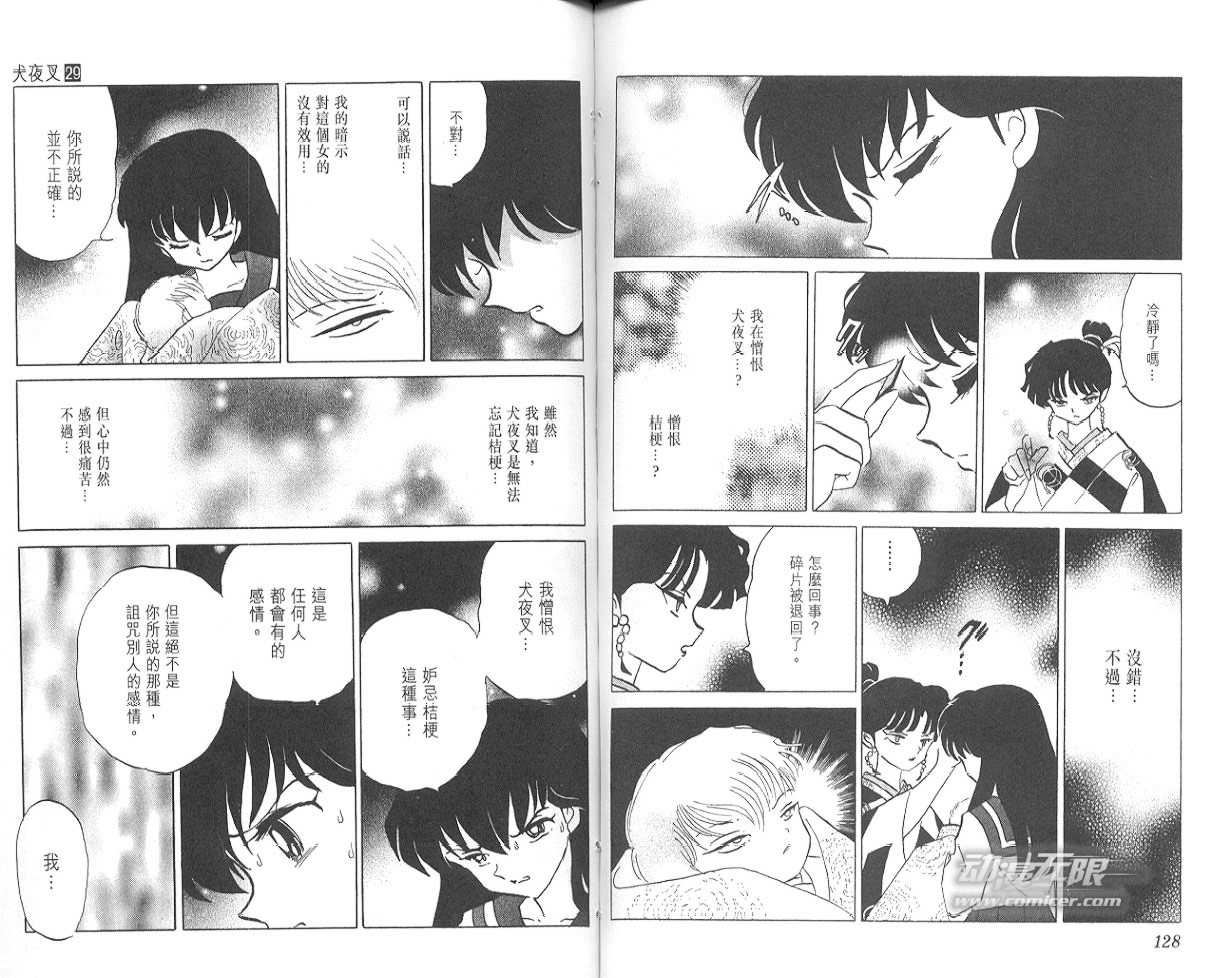 冷靜了嗎…
我在憎恨
犬夜叉…?
憎恨
桔梗…?
沒錯…
不過…
……
怎麼回事?
碎片被退回了。
128
动漫无限
www.comicer.com
犬夜叉 29
不對…
可以說話…
我的暗示
對這個女的
沒有效用…
你所說的
並不正確…
雖然
我知道,
犬夜叉是無法
忘記桔梗…
但心中仍然
感到很痛苦…
不過…
我憎恨
犬夜叉…
妒忌桔梗
這種事…
這是
任何人
都會有的
感情。
但這絕不是
你所說的那種,
詛咒別人的感情。
我…